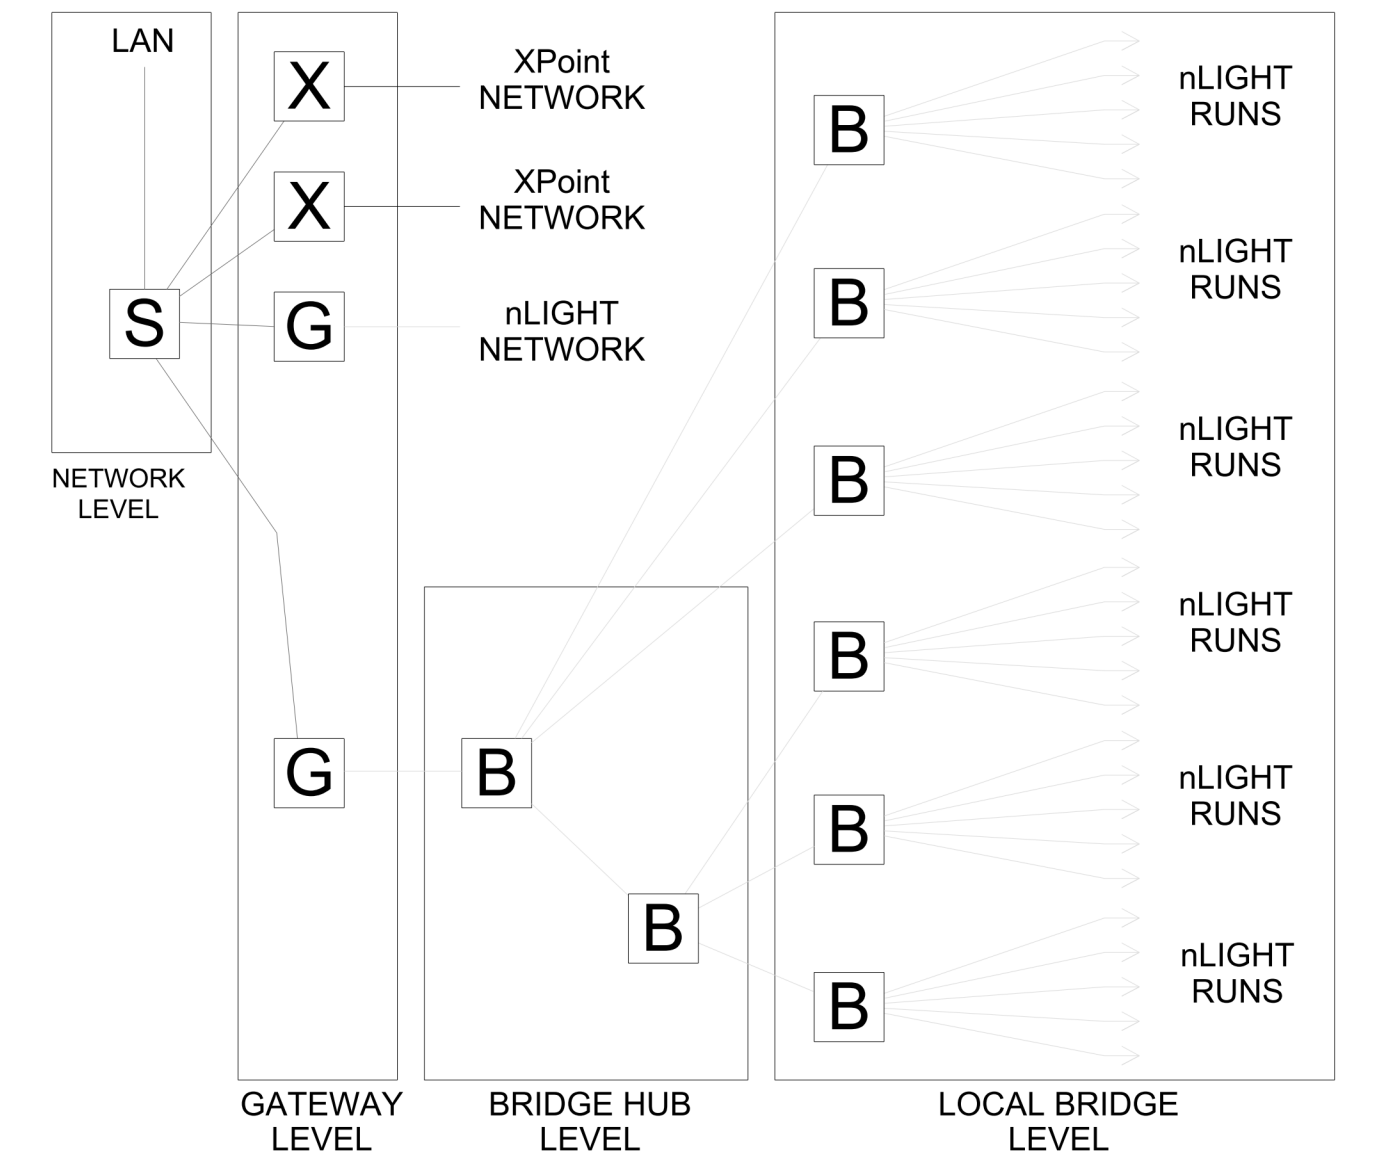 LAN
X
XPoint
NETWORK
X
XPoint
NETWORK
S
G
nLIGHT
NETWORK
NETWORK
LEVEL
G
B
B
B
nLIGHT
RUNS
B
nLIGHT
RUNS
B
nLIGHT
RUNS
B
nLIGHT
RUNS
B
nLIGHT
RUNS
B
nLIGHT
RUNS
GATEWAY
LEVEL
BRIDGE HUB
LEVEL
LOCAL BRIDGE
LEVEL